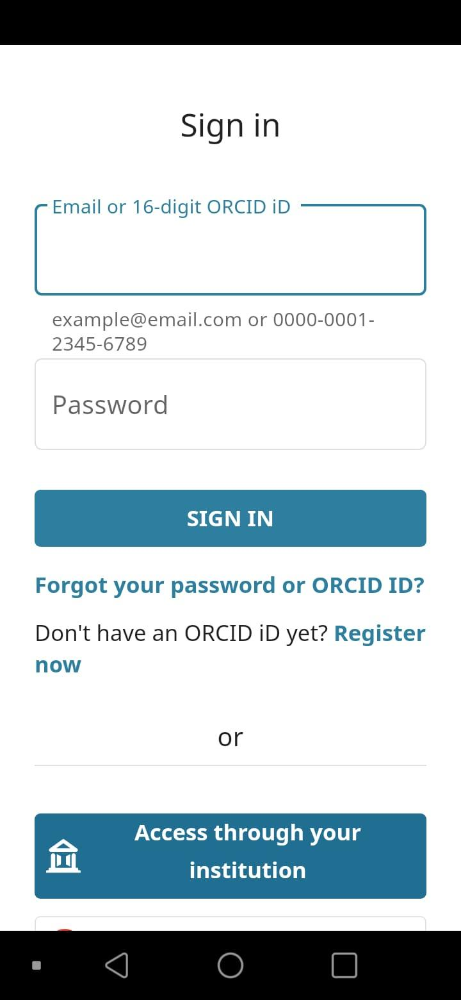 Sign in
Email or 16-digit ORCID iD
example@email.com or 0000-0001-
2345-6789
Password
SIGN IN
Forgot your password or ORCID ID?
Don't have an ORCID iD yet? Register
now
or
Access through your
institution